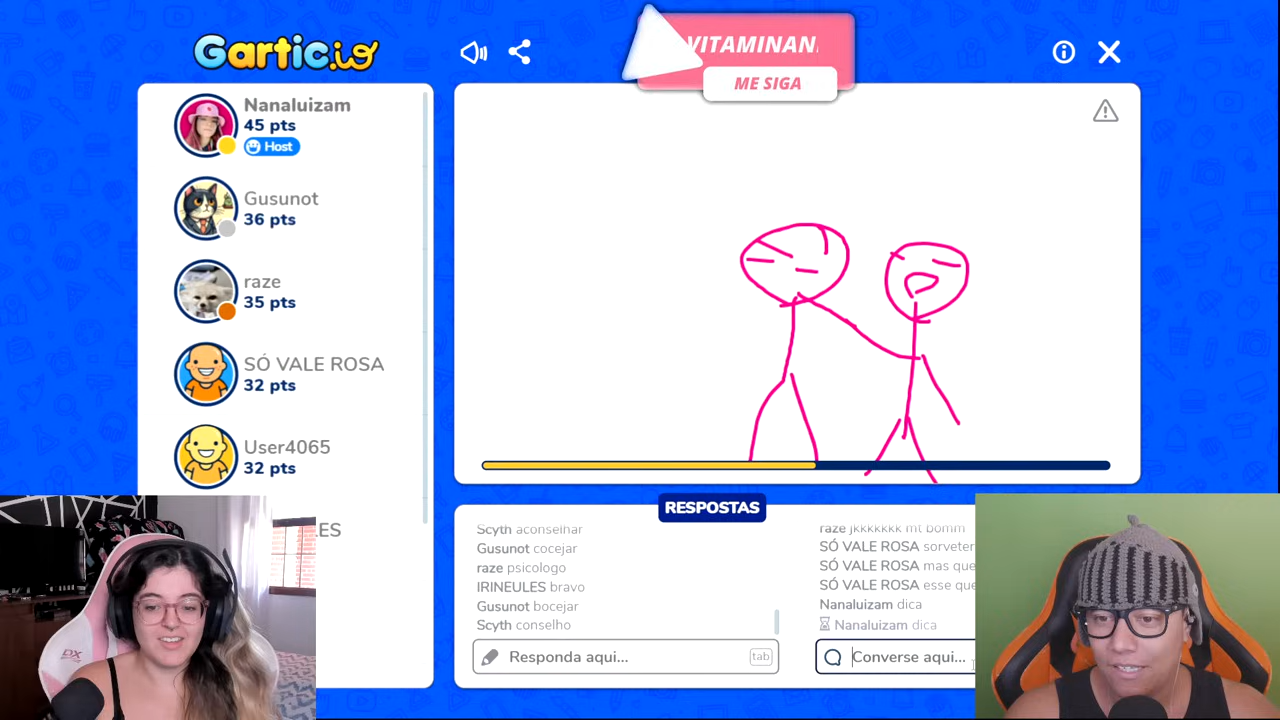 Gartic.io
VITAMINAN
ME SIGA
Nanaluizam
45 pts
Host
Gusunot
36 pts
raze
35 pts
SÓ VALE ROSA
32 pts
User4065
32 pts
ES
RESPOSTAS
Scyth aconselhar
Gusunot cocejar
raze psicologo
IRINEULES bravo
Gusunot bocejar
Scyth conselho
Responda aqui...
tab
raze jkkkkkkk mt bomm
SÓ VALE ROSA sorveter
SÓ VALE ROSA mas que
SÓ VALE ROSA esse que
Nanaluizam dica
Nanaluizam dica
Converse aqui...